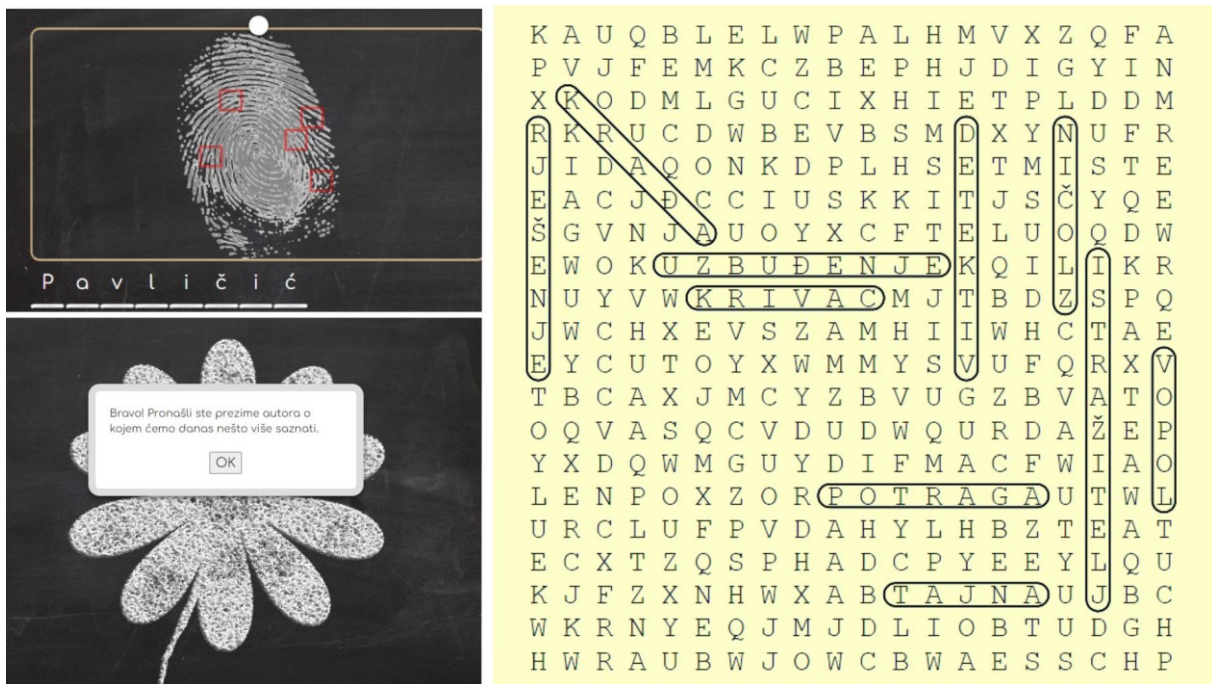 P a v l i č i ć
Bravo! Pronašli ste prezime autora o
kojem ćemo danas nešto više saznati.
OK
K A U Q B L E L W P A L H M V X Z Q F A
P V J F E M K C Z B E P H J D I G Y I N
X K O D M L G U C I X H I E T P L D D M
R K R U C D W B E V B S M D X Y N U F R
J I D A Q O N K D P L H S E T M I S T E
E A C J Đ C C I U S K K I T J S Č Y Q E
Š G V N J A U O Y X C F T E L U O Q D W
E W O K U Z B U Đ E N J E K Q I L I K R
N U Y V W K R I V A C M J T B D Z S P Q
J W C H X E V S Z A M H I I W H C T A E
E Y C U T O Y X W M M Y S V U F Q R X V
T B C A X J M C Y Z B V U G Z B V A T O
O Q V A S Q C V D U D W Q U R D A Ž E P
Y X D Q W M G U Y D I F M A C F W I A O
L E N P O X Z O R P O T R A G A U T W L
U R C L U F P V D A H Y L H B Z T E A T
E C X T Z Q S P H A D C P Y E E Y L Q U
K J F Z X N H W X A B T A J N A U J B C
W K R N Y E Q J M J D L I O B T U D G H
H W R A U B W J O W C B W A E S S C H P